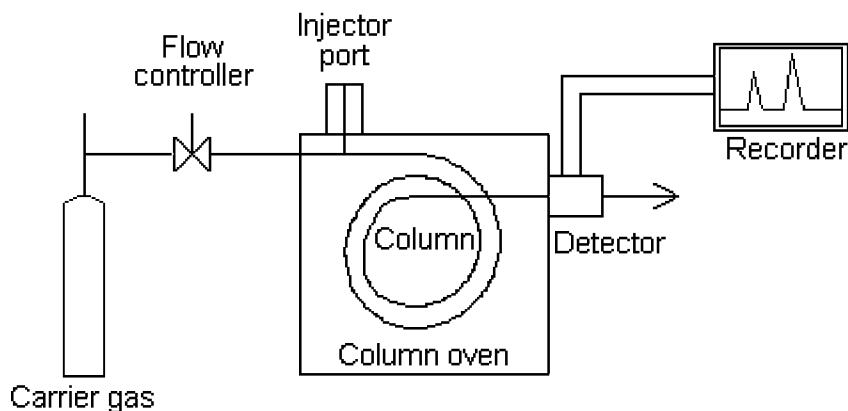 Injector
port
Flow
controller
Recorder
Column
Detector
Column oven
Carrier gas